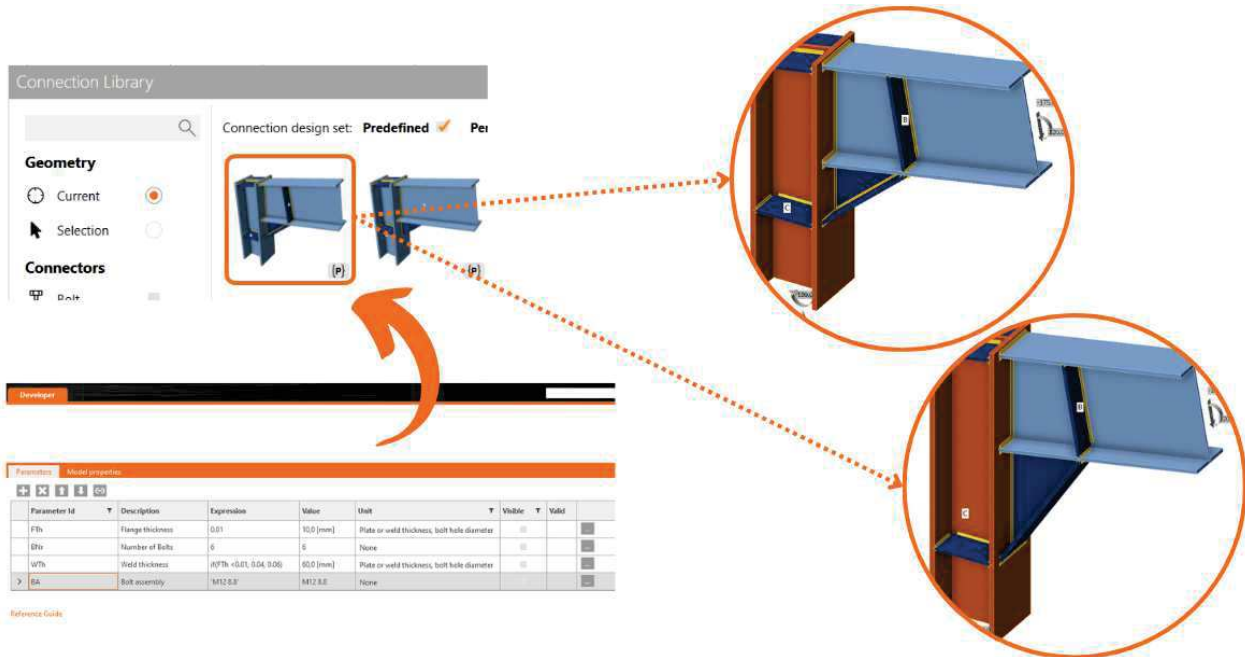 Connection Library
Connection design set: Predefined
Geometry
Current
Selection
Connectors
Bolt
{P}
{P}
B
C
B
C
Developer
Parameters Model properties
Parameter Id Description Expression Value Unit Visible Valid
FTh Flange thickness 0.01 10,0 [mm] Plate or weld thickness, bolt hole diameter
BNr Number of Bolts 6 6 None
WTh Weld thickness if(FTh <0.01, 0.04, 0.06) 60,0 [mm] Plate or weld thickness, bolt hole diameter
BA Bolt assembly 'M12 8.8' M12 8.8 None
Reference Guide